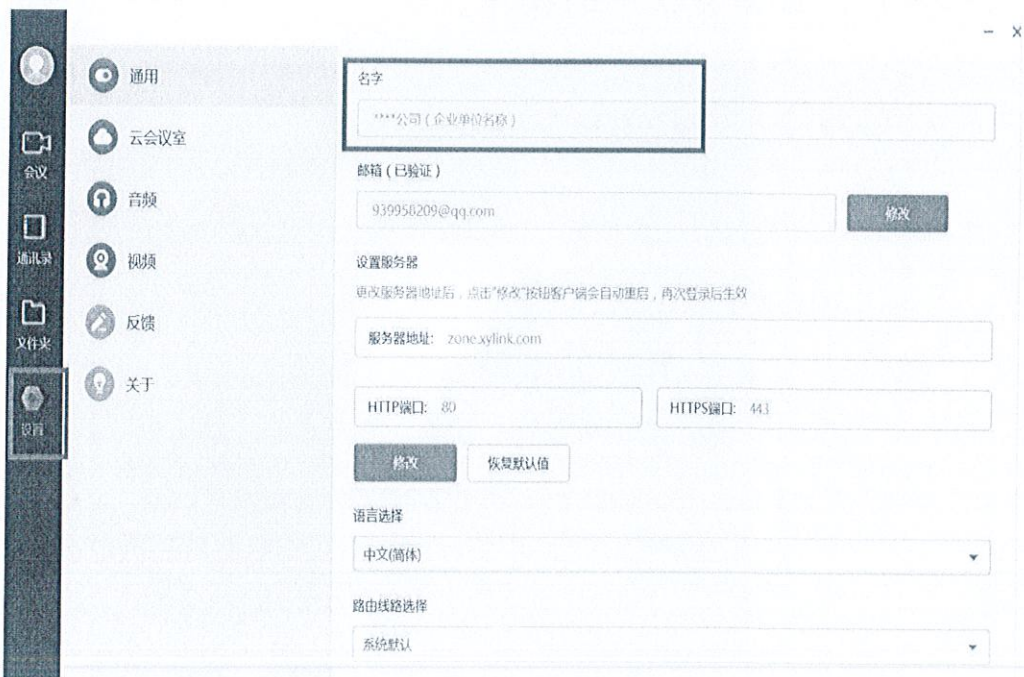 会议
通讯录
文件夹
设置
通用
云会议室
音频
视频
反馈
关于
名字
****公司（企业单位名称）
邮箱（已验证）
939958209@qq.com
修改
设置服务器
更改服务器地址后，点击"修改"按钮客户端会自动重启，再次登录后生效
服务器地址: zone.xylink.com
HTTP端口: 80
HTTPS端口: 443
修改
恢复默认值
语言选择
中文(简体)
路由线路选择
系统默认